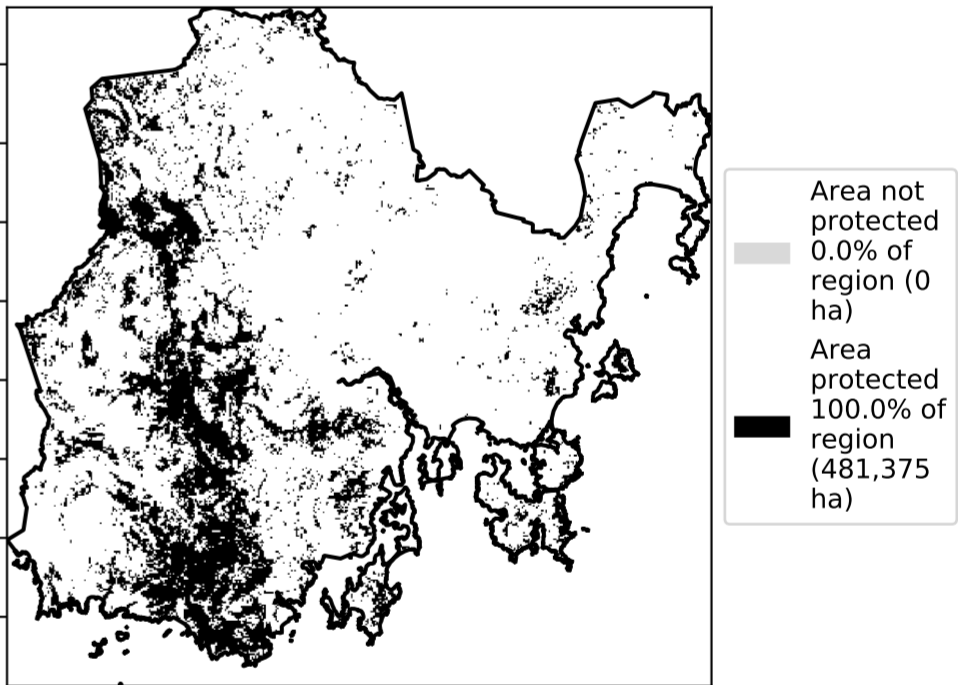 Area not
protected
0.0% of
region (0
ha)
Area
protected
100.0% of
region
(481,375
ha)